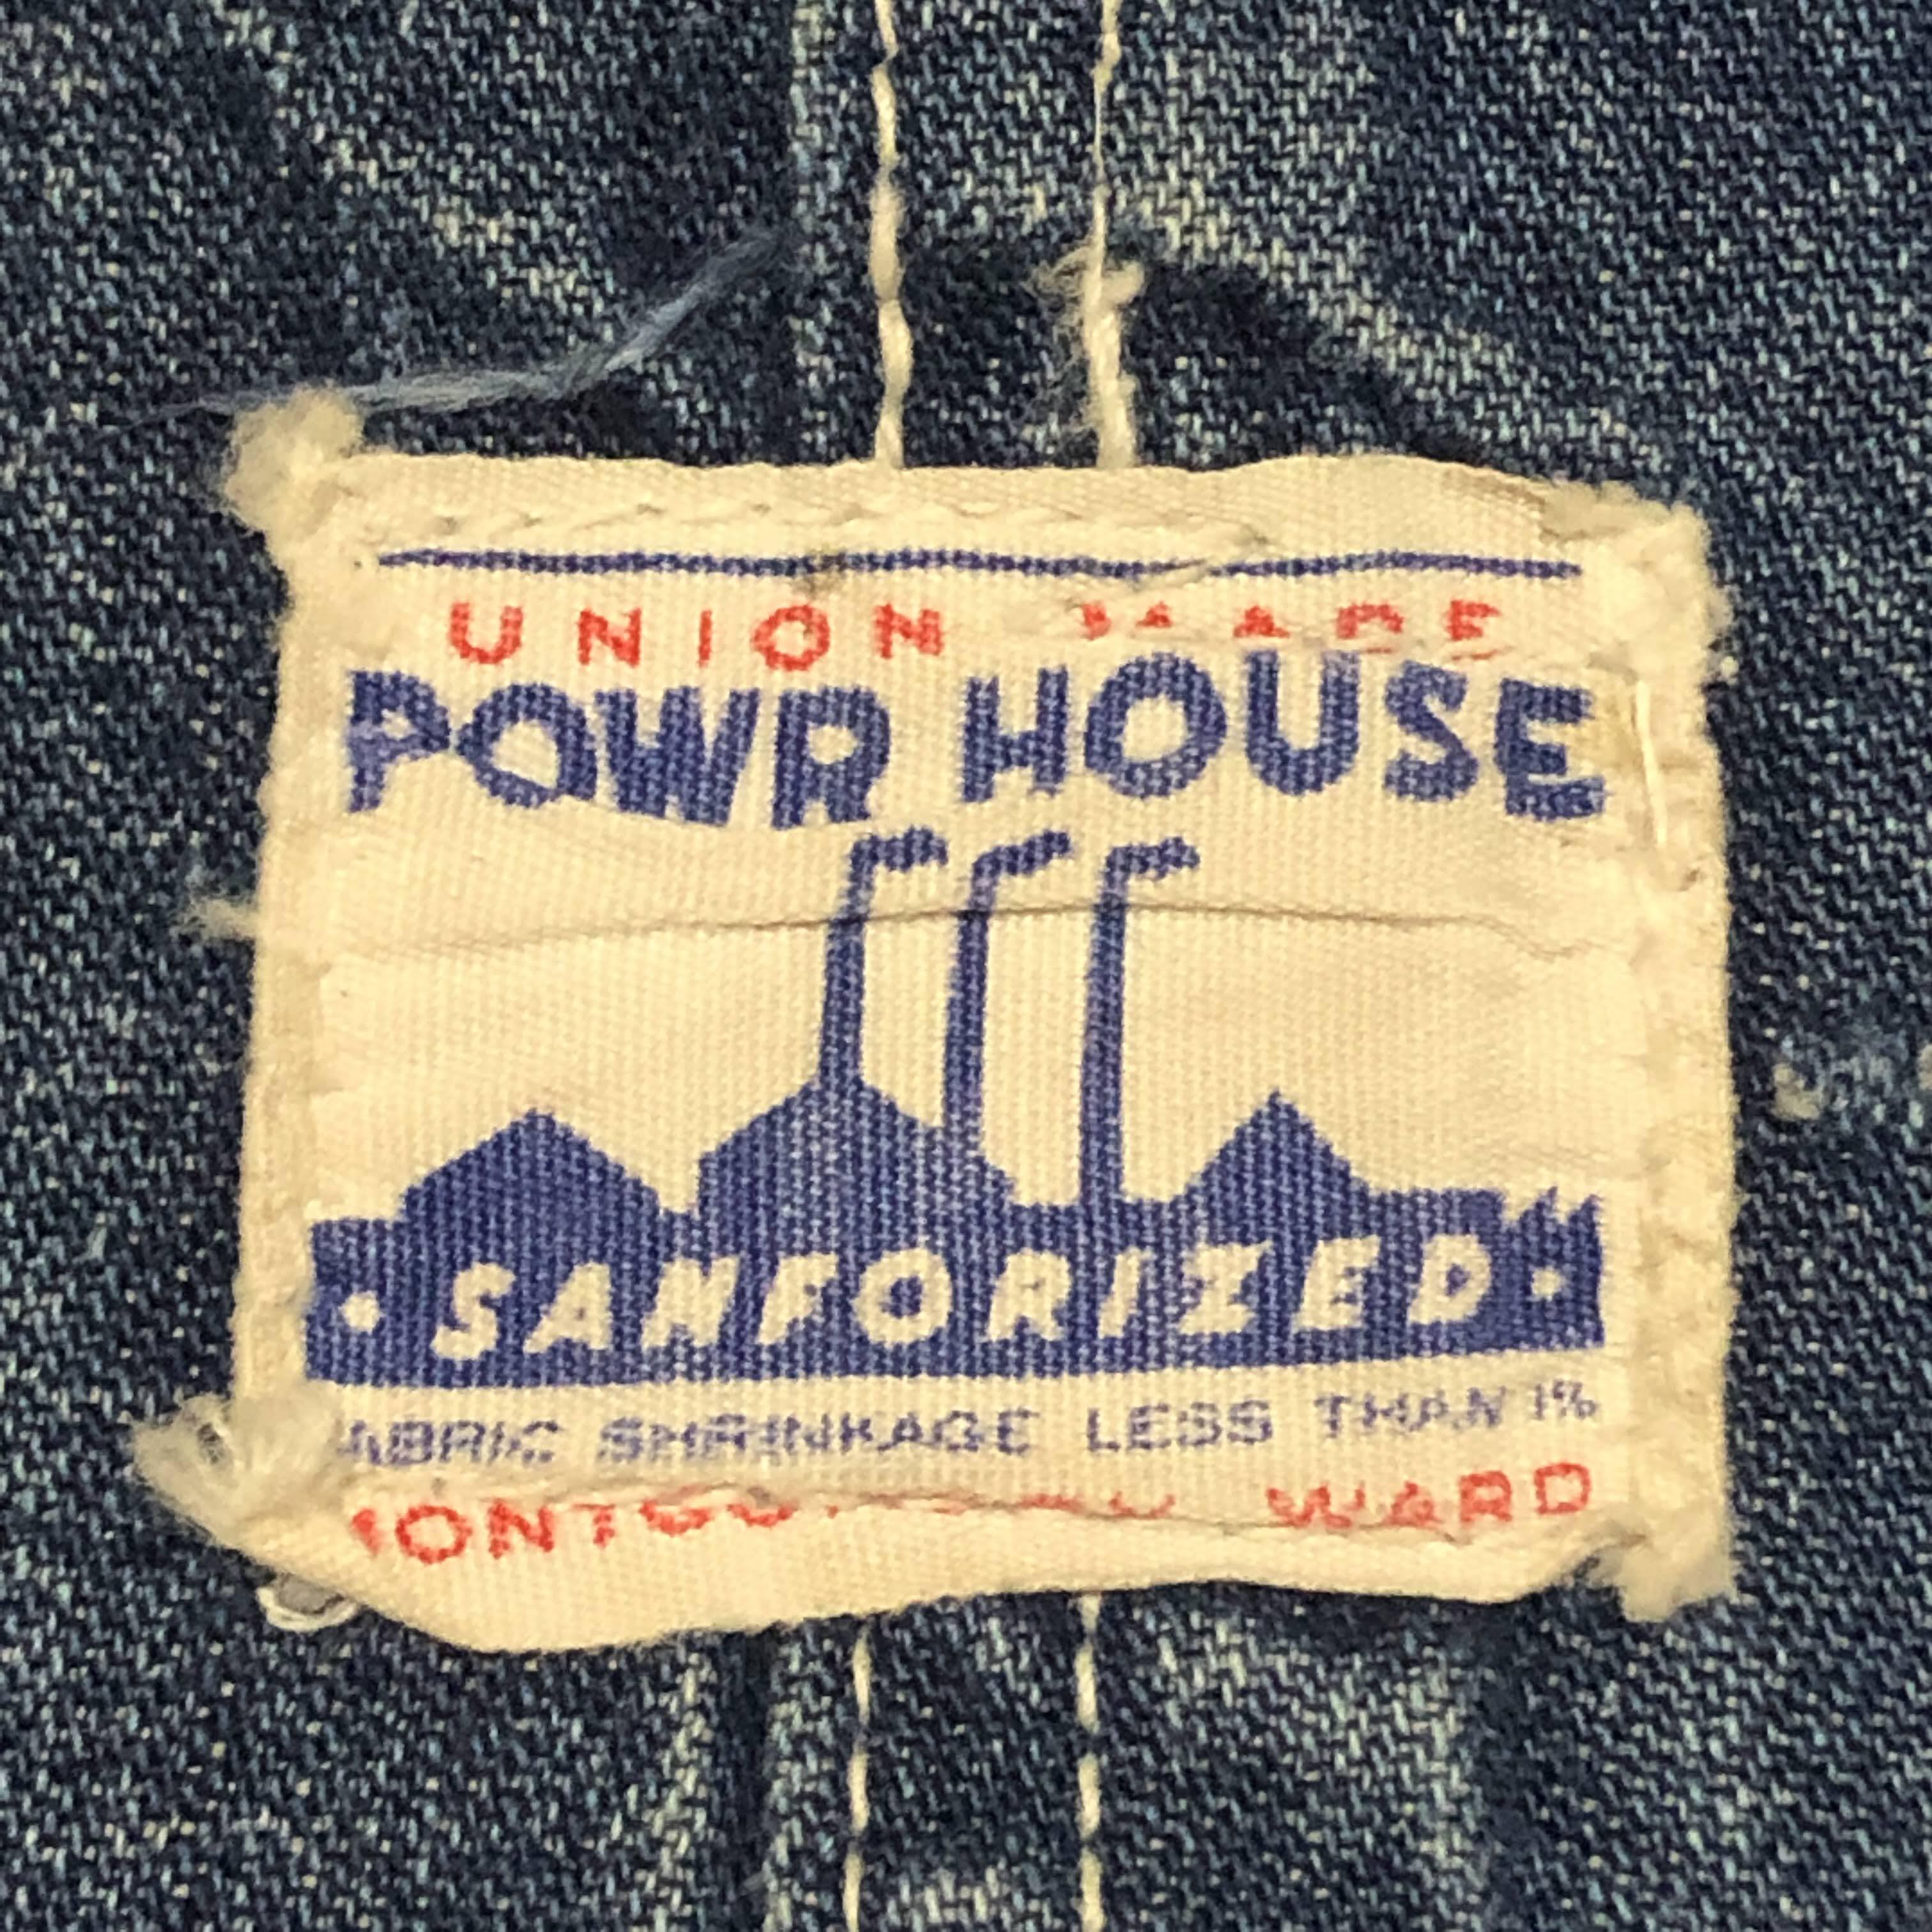 UNION MADE
POWR HOUSE
• SANFORIZED •
FABRIC SHRINKAGE LESS THAN 1%
MONTGOMERY WARD